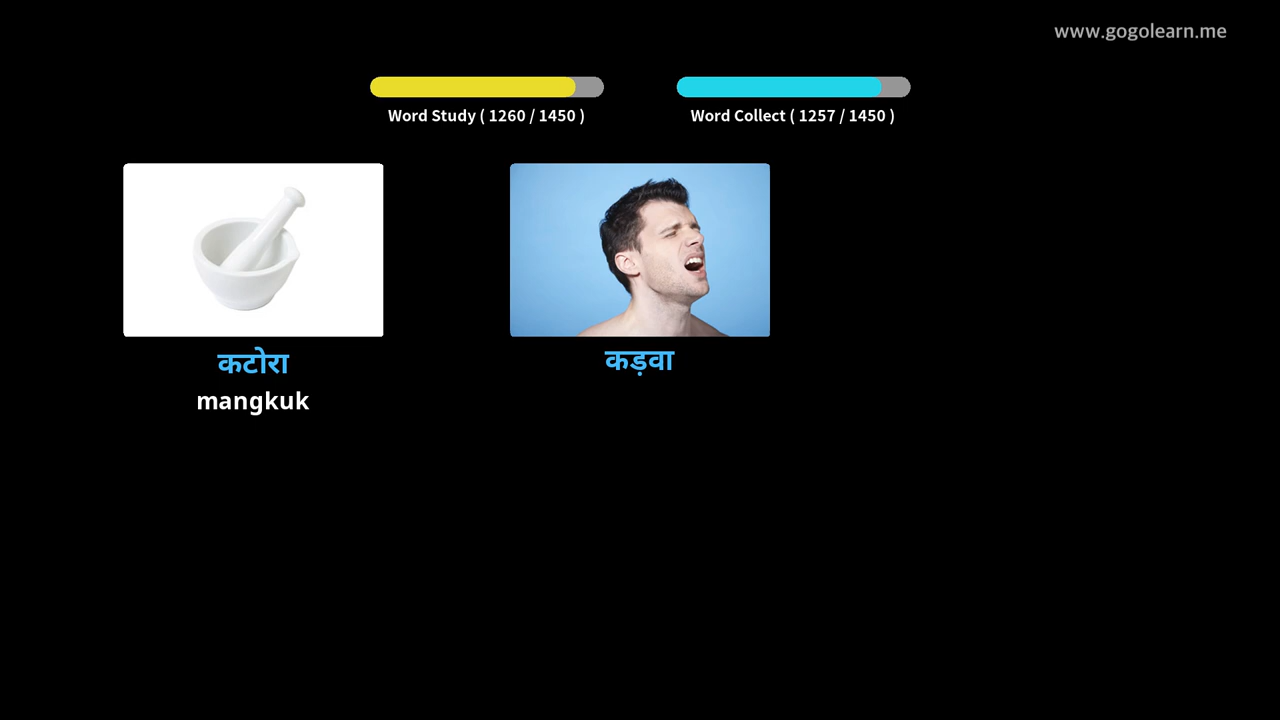 www.gogolearn.me
Word Study ( 1260 / 1450 )
Word Collect ( 1257 / 1450 )
कटोरा
mangkuk
कड़वा